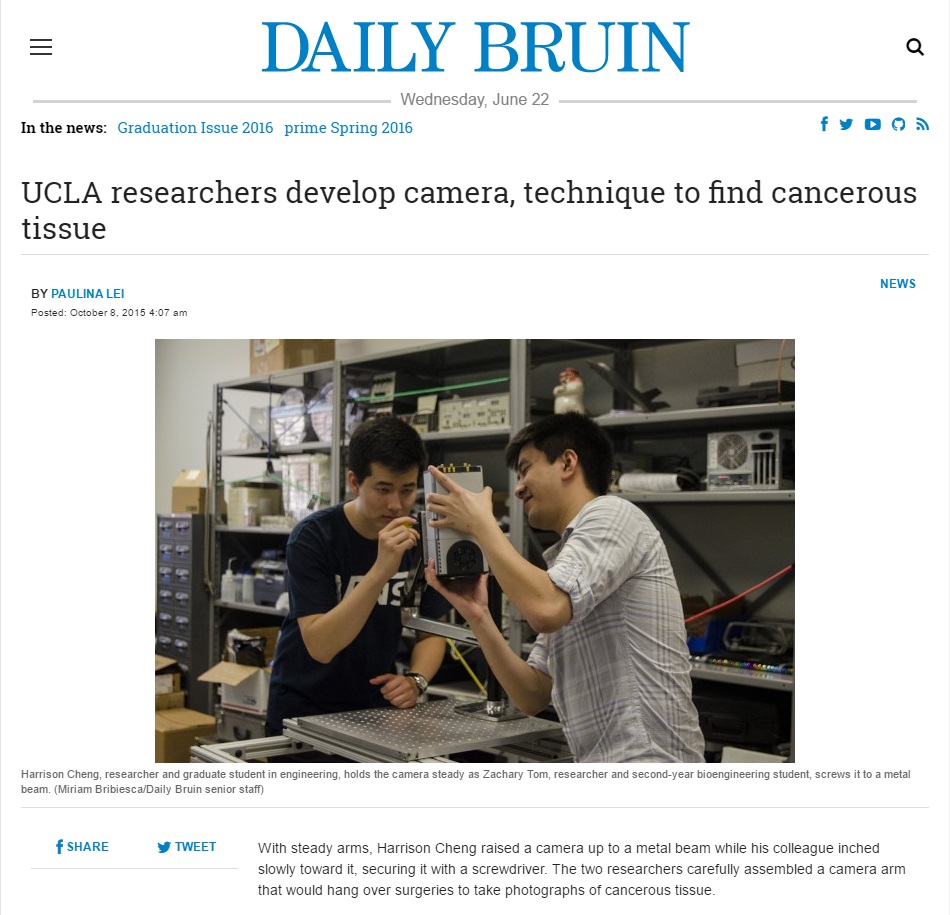 DAILY BRUIN
Wednesday, June 22
In the news: Graduation Issue 2016 prime Spring 2016
UCLA researchers develop camera, technique to find cancerous
tissue
NEWS
BY PAULINA LEI
Posted: October 8, 2015 4:07 am
Harrison Cheng, researcher and graduate student in engineering, holds the camera steady as Zachary Tom, researcher and second-year bioengineering student, screws it to a metal
beam. (Miriam Bribiesca/Daily Bruin senior staff)
SHARE TWEET
With steady arms, Harrison Cheng raised a camera up to a metal beam while his colleague inched
slowly toward it, securing it with a screwdriver. The two researchers carefully assembled a camera arm
that would hang over surgeries to take photographs of cancerous tissue.